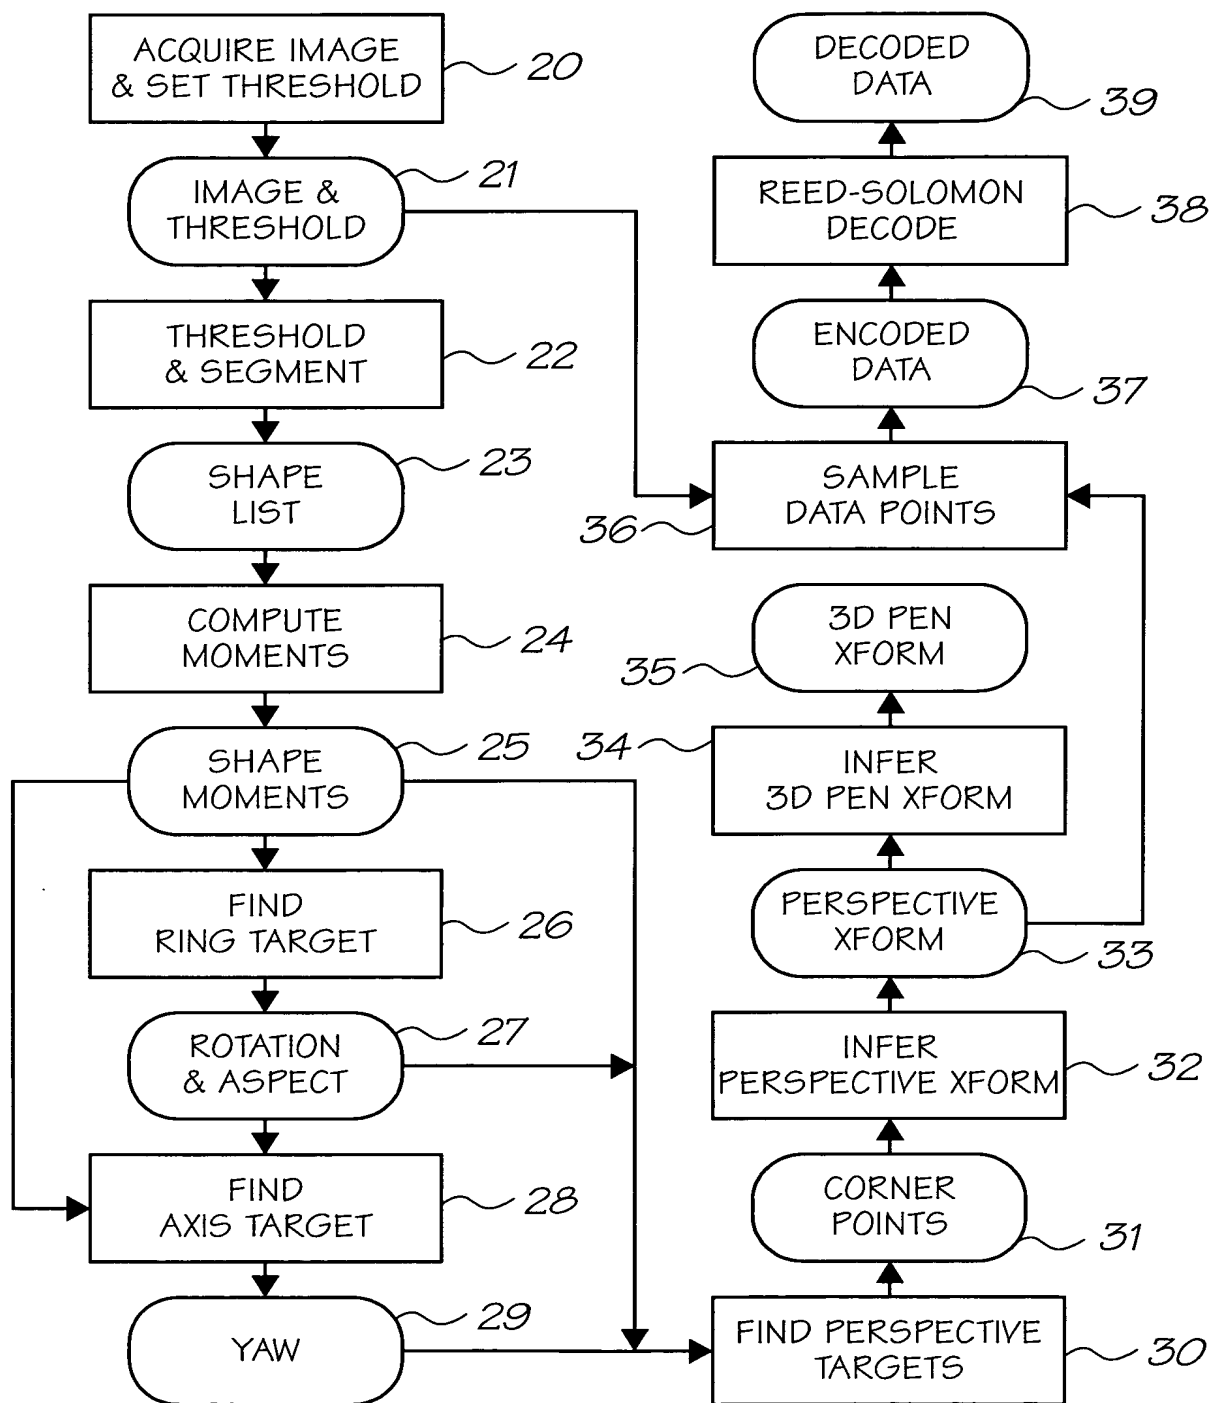 ACQUIRE IMAGE
& SET THRESHOLD
20
IMAGE &
THRESHOLD
21
THRESHOLD
& SEGMENT
22
SHAPE
LIST
23
COMPUTE
MOMENTS
24
SHAPE
MOMENTS
25
FIND
RING TARGET
26
ROTATION
& ASPECT
27
FIND
AXIS TARGET
28
YAW
29
DECODED
DATA
39
REED-SOLOMON
DECODE
38
ENCODED
DATA
37
SAMPLE
DATA POINTS
36
3D PEN
XFORM
35
INFER
3D PEN XFORM
34
PERSPECTIVE
XFORM
33
INFER
PERSPECTIVE XFORM
32
CORNER
POINTS
31
FIND PERSPECTIVE
TARGETS
30